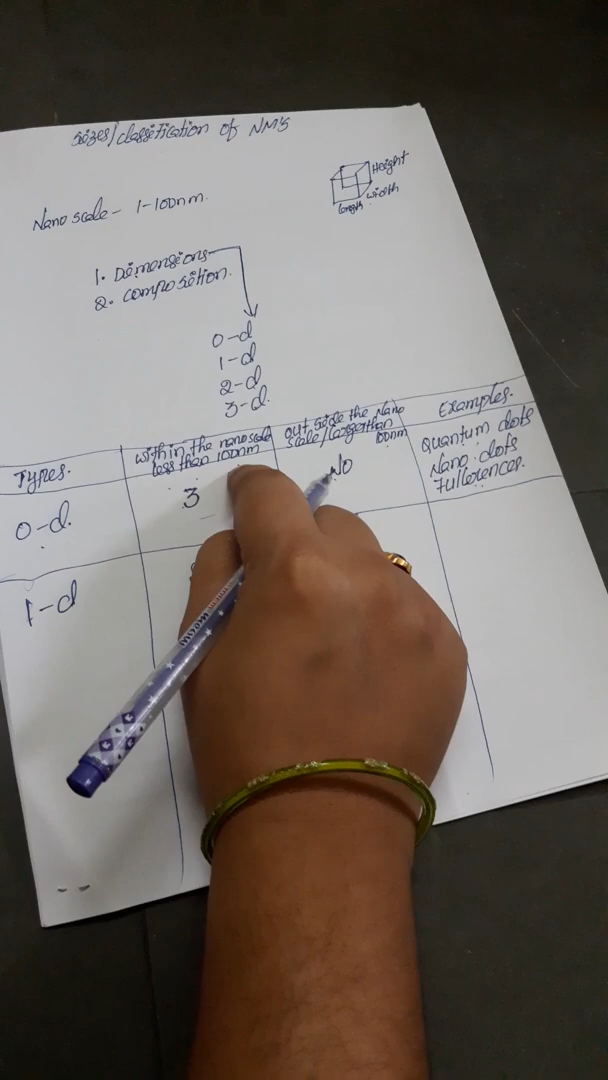 sizes/classification of NM's
Height
width
length
Nano scale - 1-100nm.
1. Dimensions
2. composition.
0-d
1-d
2-d
3-d.
Types.
within the nanoscale
less than 100nm
out side the Nano
scale/larger than
100nm
Examples.
0-d.
3
No
Quantum dots
Nano dots
Fullerences.
1-d